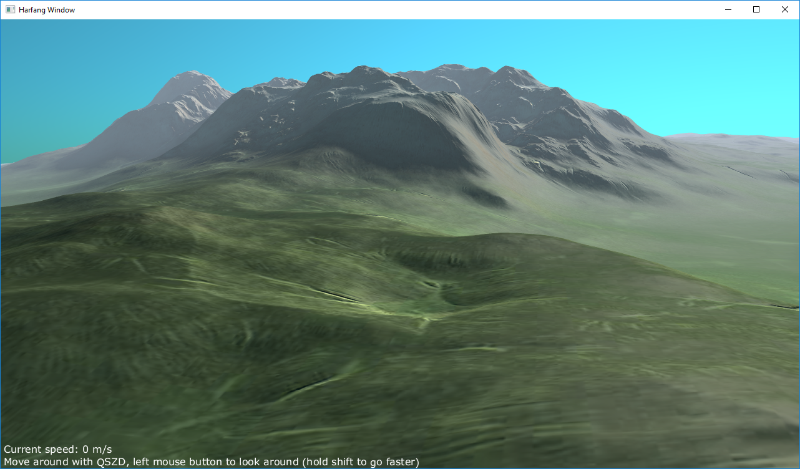 Harfang Window
Current speed: 0 m/s
Move around with QSZD, left mouse button to look around (hold shift to go faster)